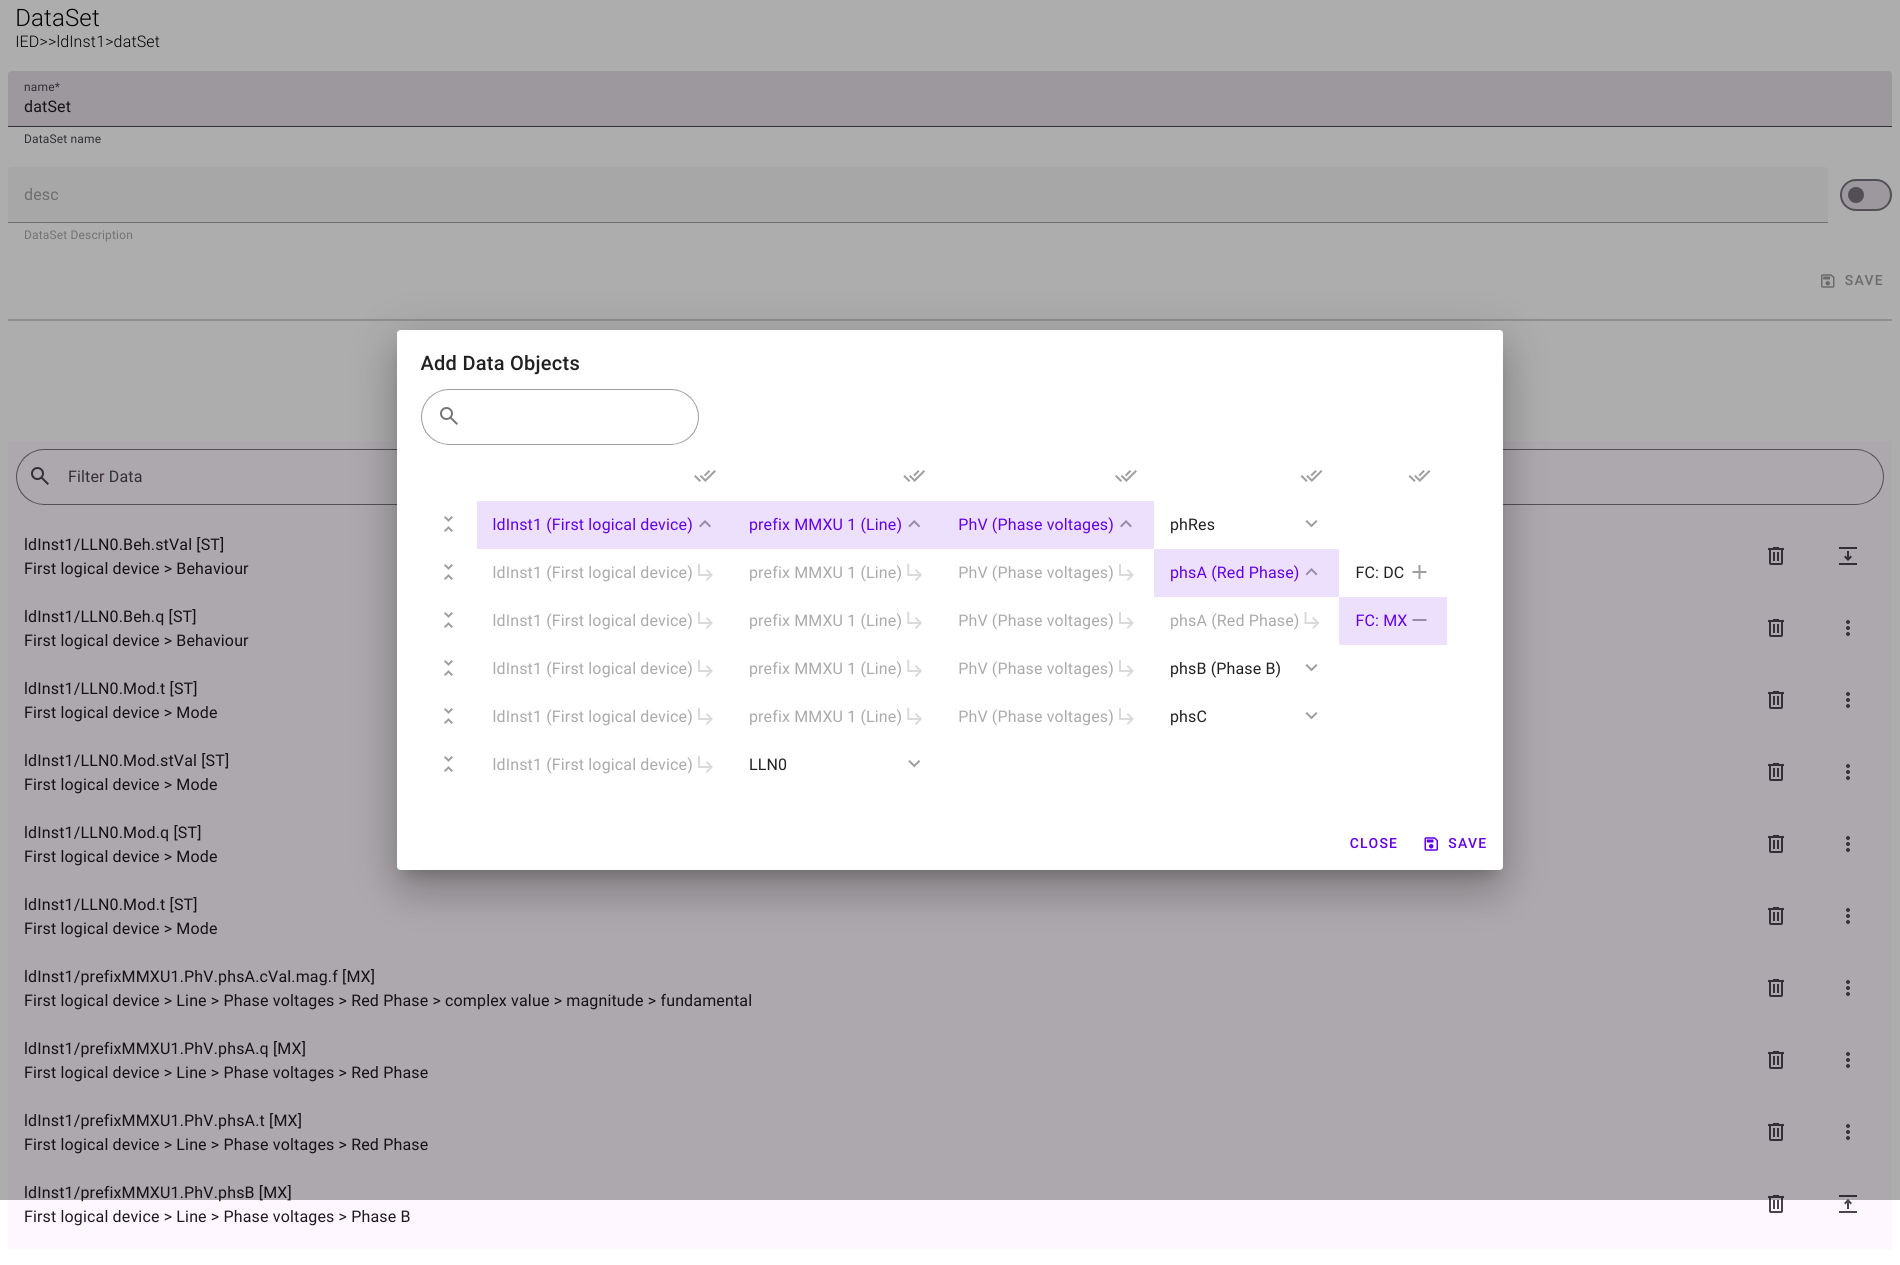 DataSet
IED>>ldInst1>datSet
name*
datSet
DataSet name
desc
DataSet Description
SAVE
Add Data Objects
Filter Data
ldInst1 (First logical device) prefix MMXU 1 (Line) PhV (Phase voltages) phRes
ldInst1 (First logical device) prefix MMXU 1 (Line) PhV (Phase voltages) phsA (Red Phase) FC: DC
ldInst1 (First logical device) prefix MMXU 1 (Line) PhV (Phase voltages) phsA (Red Phase) FC: MX
ldInst1 (First logical device) prefix MMXU 1 (Line) PhV (Phase voltages) phsB (Phase B)
ldInst1 (First logical device) prefix MMXU 1 (Line) PhV (Phase voltages) phsC
ldInst1 (First logical device) LLN0
CLOSE SAVE
ldInst1/LLN0.Beh.stVal [ST]
First logical device > Behaviour
ldInst1/LLN0.Beh.q [ST]
First logical device > Behaviour
ldInst1/LLN0.Mod.t [ST]
First logical device > Mode
ldInst1/LLN0.Mod.stVal [ST]
First logical device > Mode
ldInst1/LLN0.Mod.q [ST]
First logical device > Mode
ldInst1/LLN0.Mod.t [ST]
First logical device > Mode
ldInst1/prefixMMXU1.PhV.phsA.cVal.mag.f [MX]
First logical device > Line > Phase voltages > Red Phase > complex value > magnitude > fundamental
ldInst1/prefixMMXU1.PhV.phsA.q [MX]
First logical device > Line > Phase voltages > Red Phase
ldInst1/prefixMMXU1.PhV.phsA.t [MX]
First logical device > Line > Phase voltages > Red Phase
ldInst1/prefixMMXU1.PhV.phsB [MX]
First logical device > Line > Phase voltages > Phase B